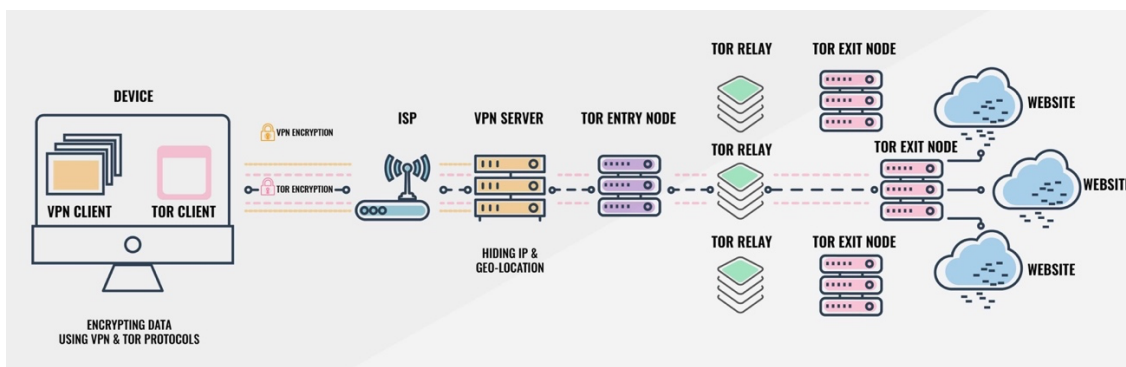 DEVICE
VPN CLIENT
TOR CLIENT
ENCRYPTING DATA
USING VPN & TOR PROTOCOLS
VPN ENCRYPTION
TOR ENCRYPTION
ISP
VPN SERVER
HIDING IP &
GEO-LOCATION
TOR ENTRY NODE
TOR RELAY
TOR RELAY
TOR RELAY
TOR EXIT NODE
TOR EXIT NODE
TOR EXIT NODE
WEBSITE
WEBSITE
WEBSITE